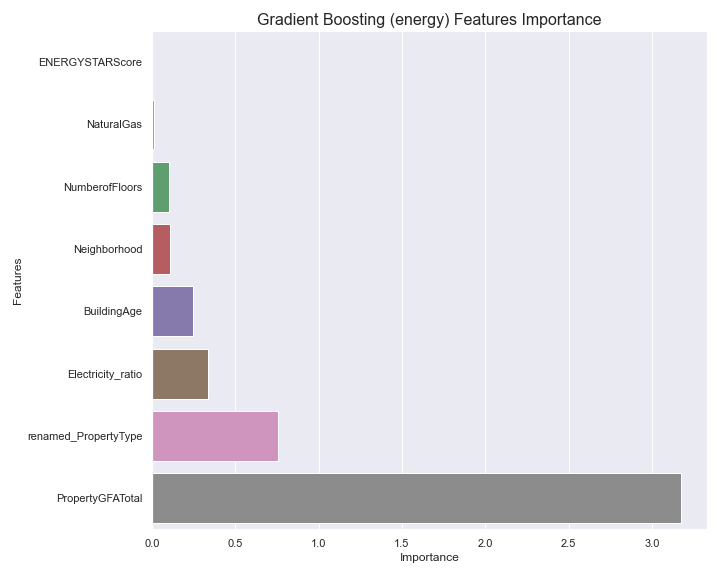 Gradient Boosting (energy) Features Importance
ENERGYSTARScore
NaturalGas
NumberofFloors
Neighborhood
BuildingAge
Electricity_ratio
renamed_PropertyType
PropertyGFATotal
Features
0.0 0.5 1.0 1.5 2.0 2.5 3.0
Importance